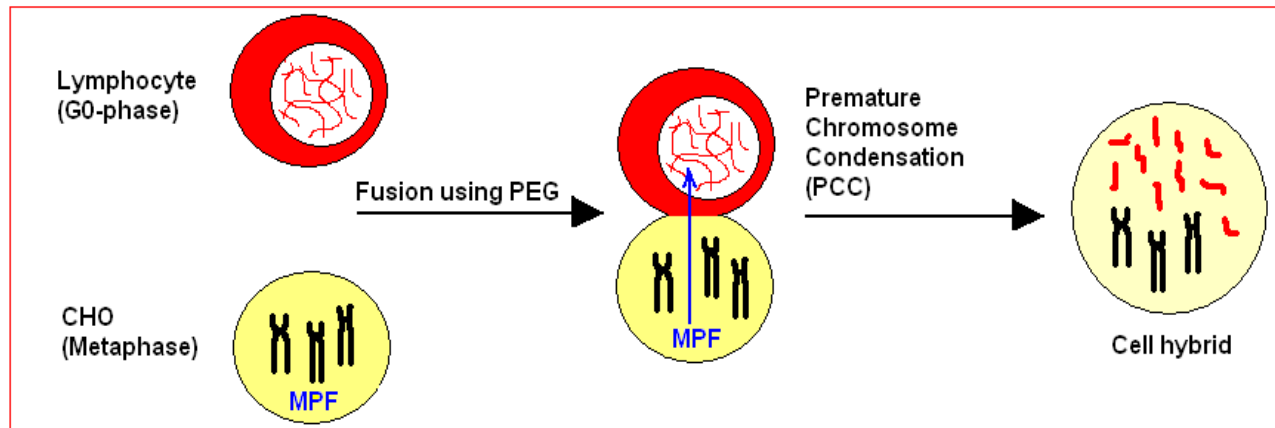 Lymphocyte
(G0-phase)
Fusion using PEG
CHO
(Metaphase)
MPF
MPF
Premature
Chromosome
Condensation
(PCC)
Cell hybrid